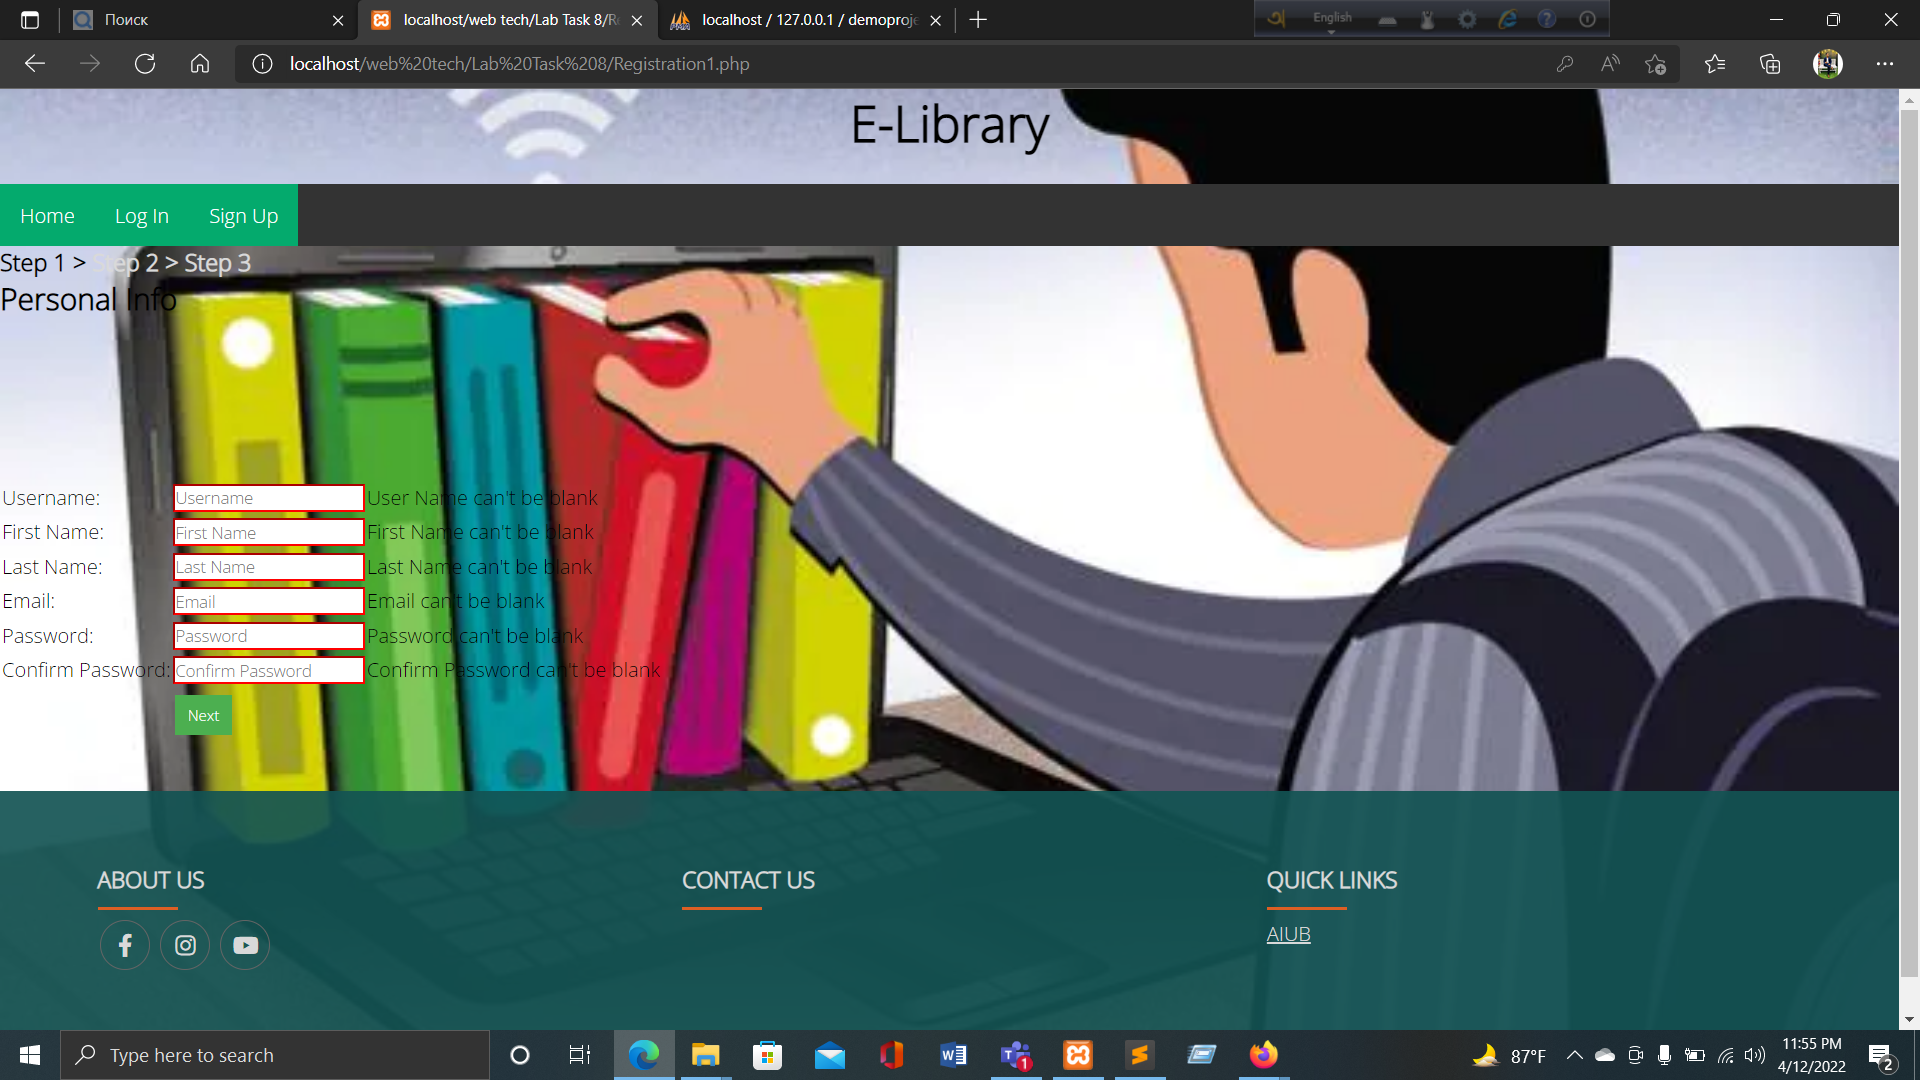 Поиск
localhost/web tech/Lab Task 8/Re
localhost / 127.0.0.1 / demoproje
English
localhost/web%20tech/Lab%20Task%208/Registration1.php
E-Library
Home Log In Sign Up
Step 1 > Step 2 > Step 3
Personal Info
Username: Username User Name can't be blank
First Name: First Name First Name can't be blank
Last Name: Last Name Last Name can't be blank
Email: Email Email can't be blank
Password: Password Password can't be blank
Confirm Password: Confirm Password Confirm Password can't be blank
Next
ABOUT US
CONTACT US
QUICK LINKS
AIUB
Type here to search
1
87°F
11:55 PM
4/12/2022
2